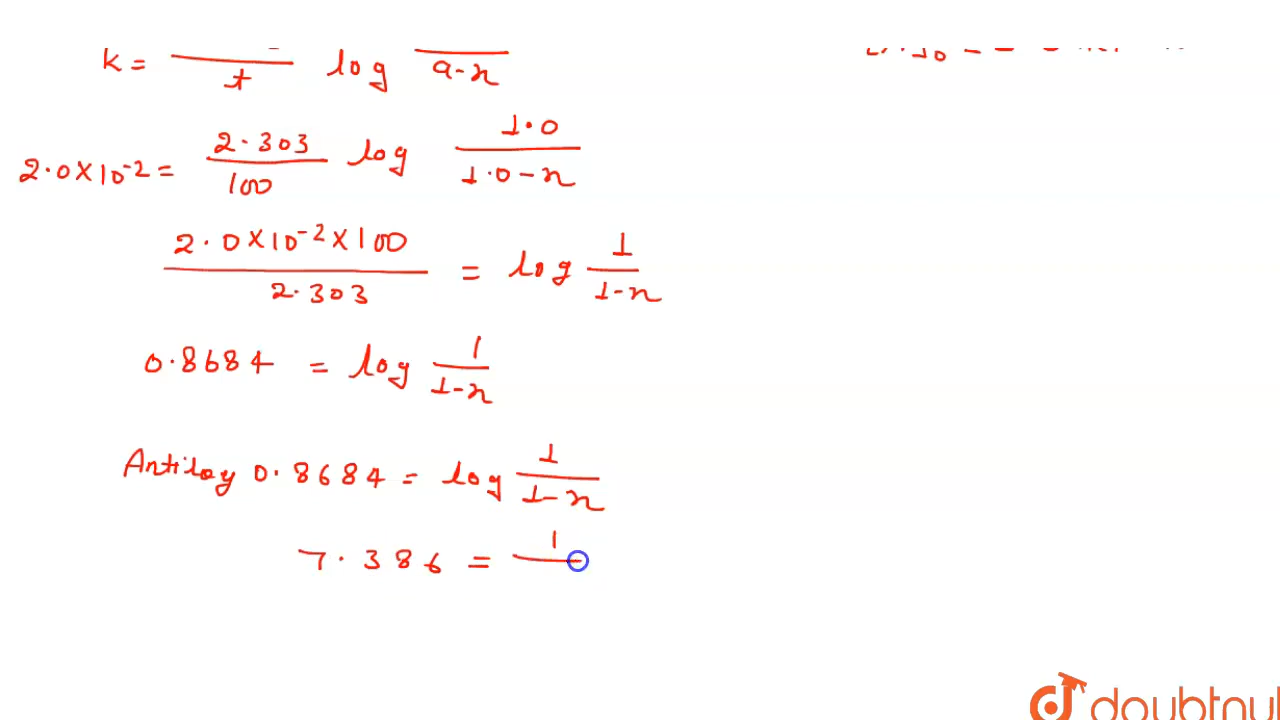 k = / t log / a-x
2.0×10⁻² = 2.303/100 log 1.0/1.0-x
2.0×10⁻²×100/2.303 = log 1/1-x
0.8684 = log 1/1-x
Antilog 0.8684 = log 1/1-x
7.386 = 1/
doubtnut